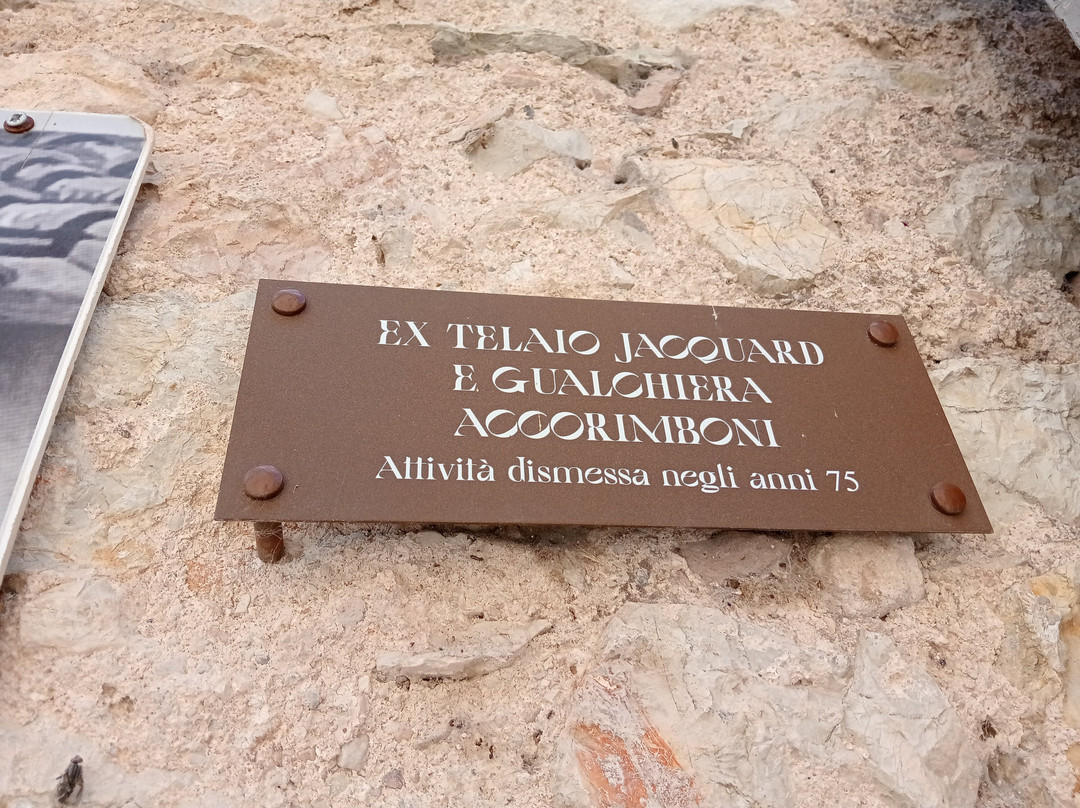 EX TELAIO JACQUARD
E GUALCHIERA
ACCORIMBONI
Attività dismessa negli anni 75